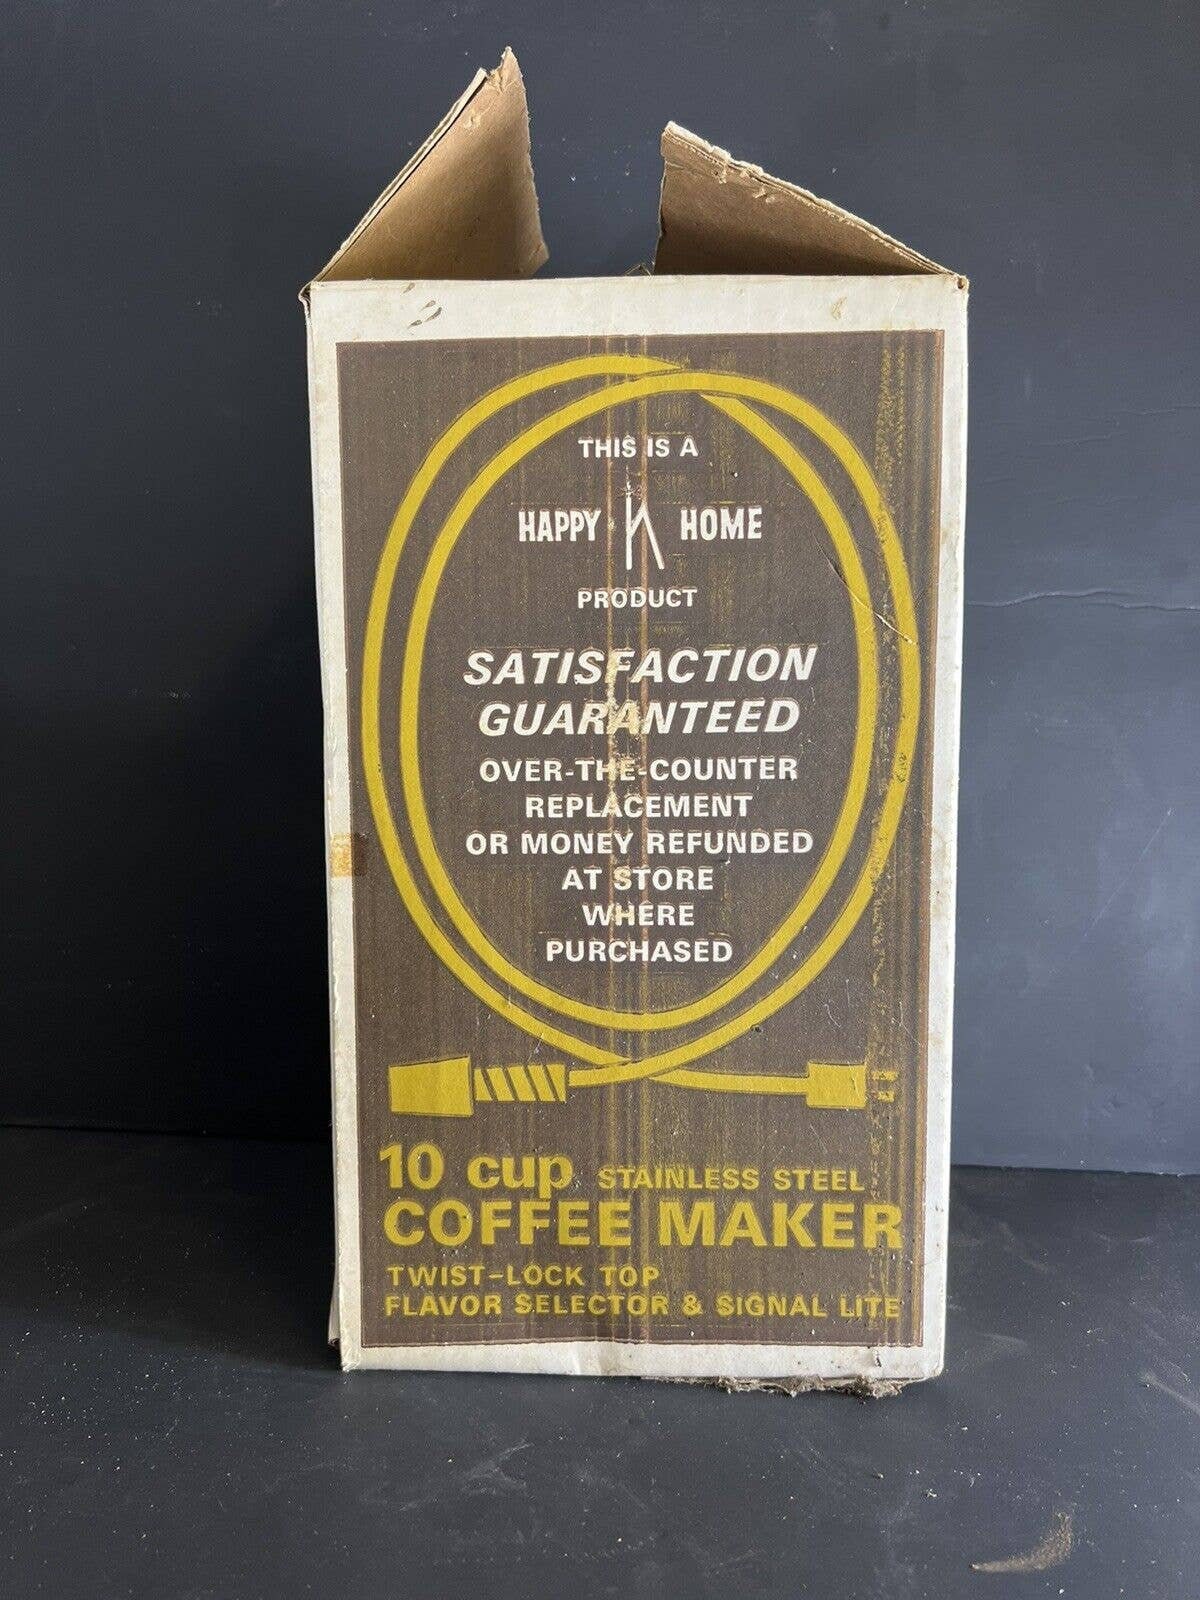 THIS IS A
HAPPY HOME
PRODUCT
SATISFACTION
GUARANTEED
OVER-THE-COUNTER
REPLACEMENT
OR MONEY REFUNDED
AT STORE
WHERE
PURCHASED
10 cup STAINLESS STEEL
COFFEE MAKER
TWIST-LOCK TOP
FLAVOR SELECTOR & SIGNAL LITE